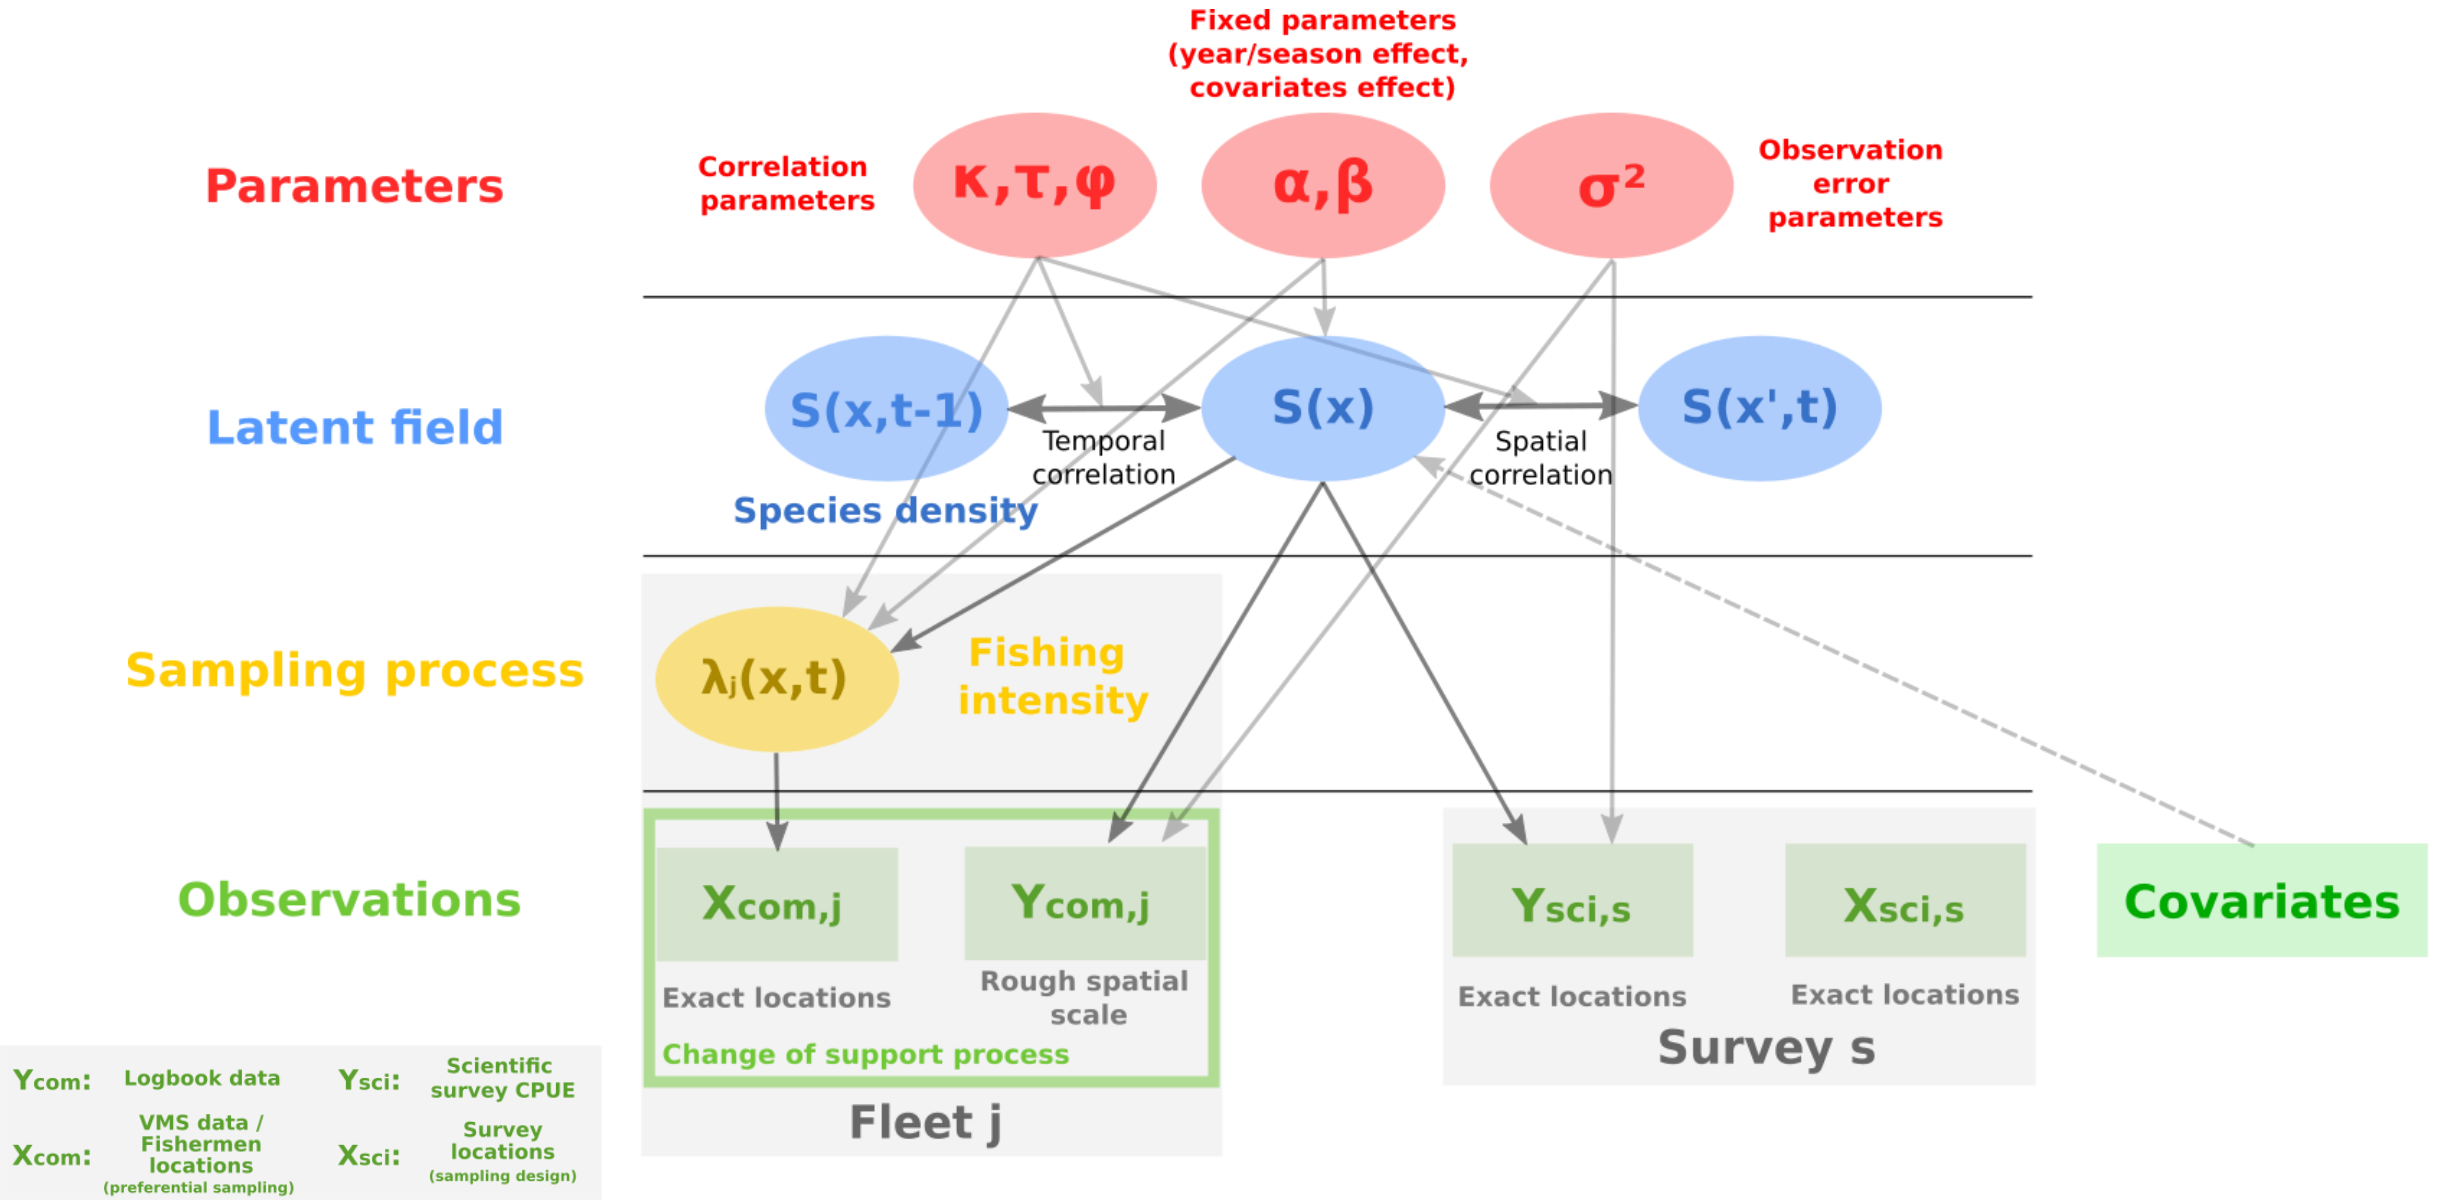 Fixed parameters
(year/season effect,
covariates effect)
Parameters
Correlation
parameters
κ,τ,φ
α,β
σ²
Observation
error
parameters
Latent field
S(x,t-1)
S(x)
S(x',t)
Temporal
correlation
Spatial
correlation
Species density
Sampling process
λⱼ(x,t)
Fishing
intensity
Observations
Xcom,j
Ycom,j
Ysci,s
Xsci,s
Covariates
Exact locations
Rough spatial
scale
Exact locations
Exact locations
Change of support process
Survey s
Fleet j
Ycom:
Logbook data
Ysci:
Scientific
survey CPUE
Xcom:
VMS data /
Fishermen
locations
(preferential sampling)
Xsci:
Survey
locations
(sampling design)